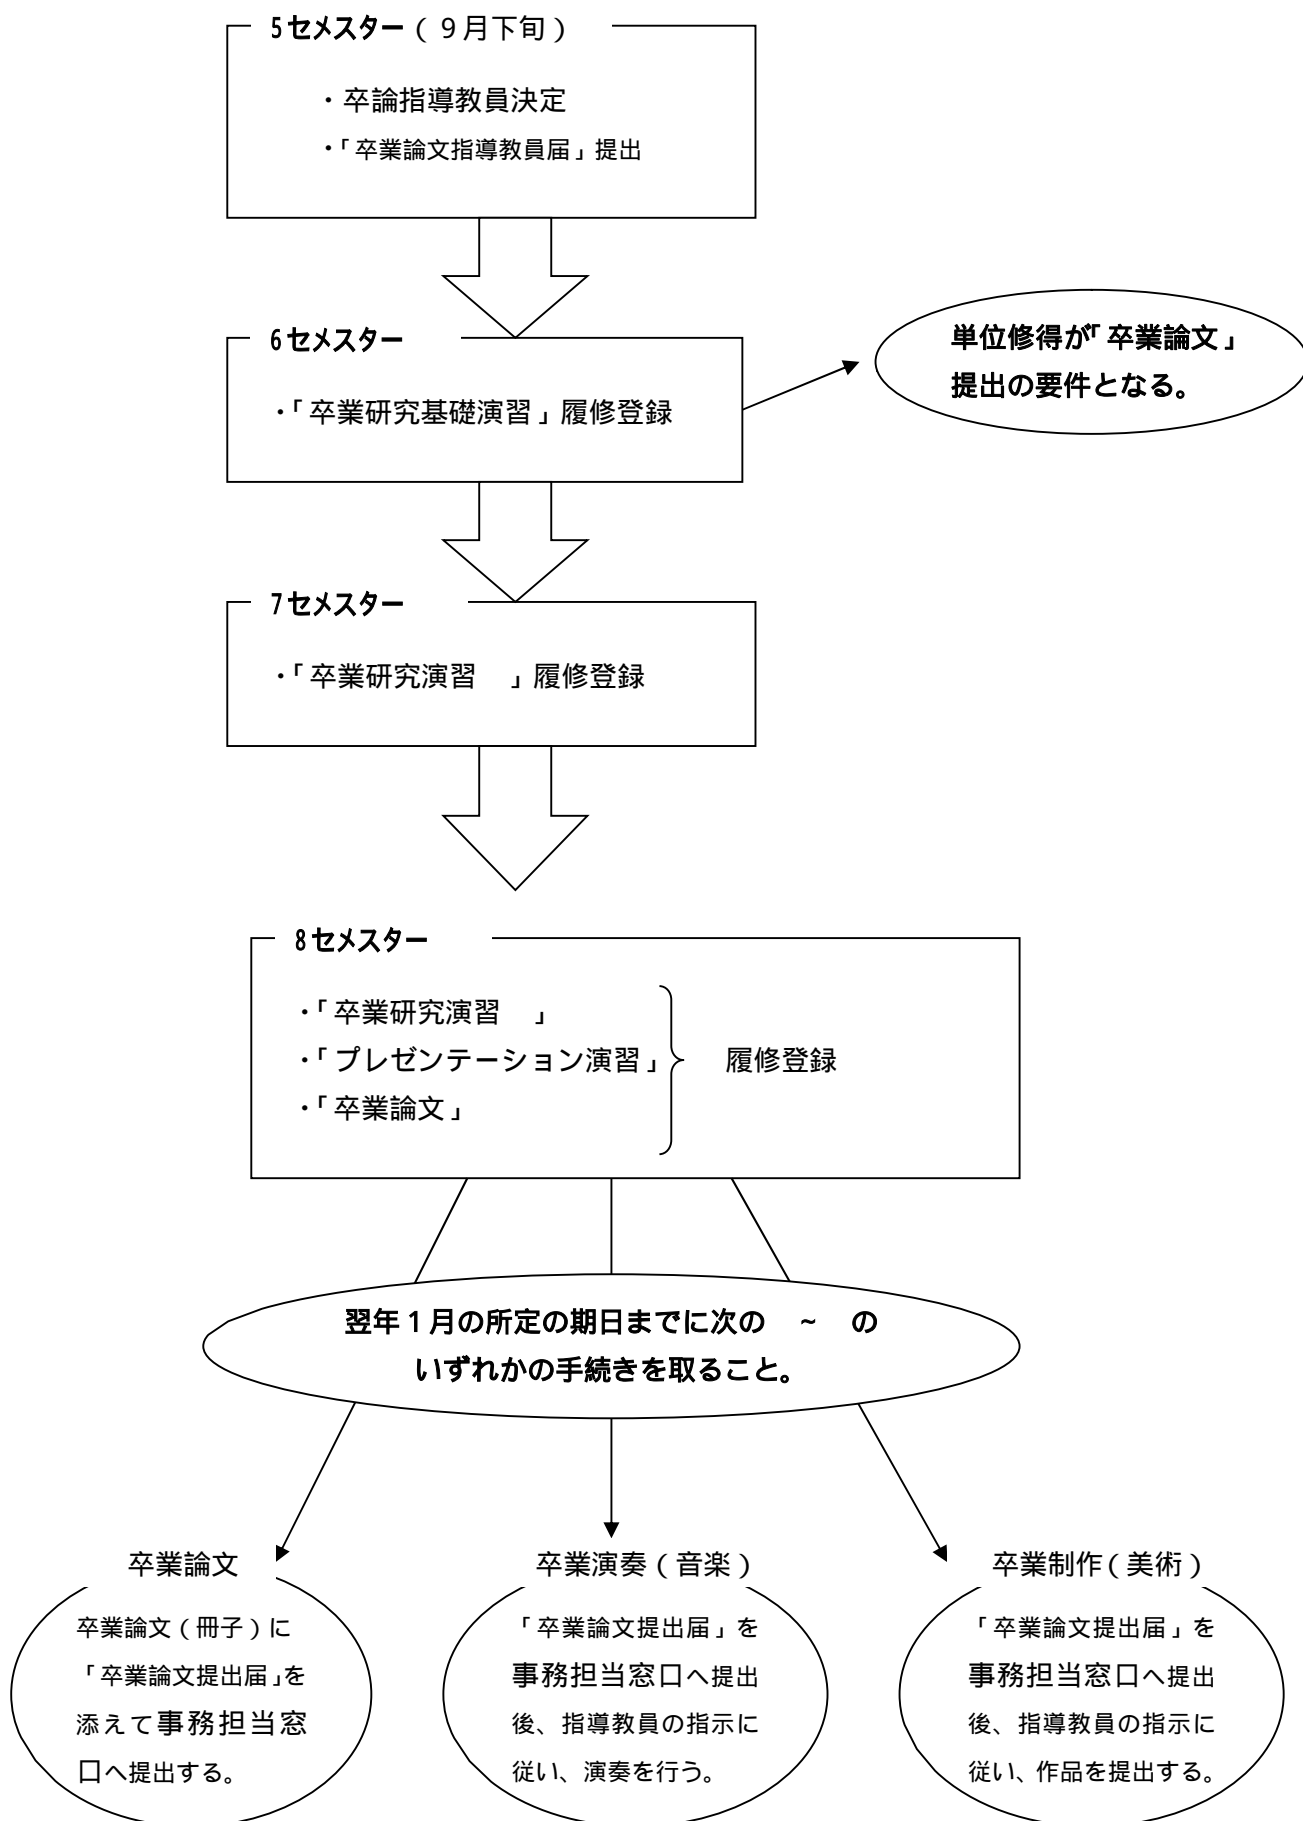 5セメスター(9月下旬)
・卒論指導教員決定
・「卒業論文指導教員届」提出
6セメスター
・「卒業研究基礎演習」履修登録
単位修得が「卒業論文」
提出の要件となる。
7セメスター
・「卒業研究演習　」履修登録
8セメスター
・「卒業研究演習　」
・「プレゼンテーション演習」
履修登録
・「卒業論文」
翌年1月の所定の期日までに次の　~　の
いずれかの手続きを取ること。
卒業論文
卒業論文(冊子)に
「卒業論文提出届」を
添えて事務担当窓
口へ提出する。
卒業演奏(音楽)
「卒業論文提出届」を
事務担当窓口へ提出
後、指導教員の指示に
従い、演奏を行う。
卒業制作(美術)
「卒業論文提出届」を
事務担当窓口へ提出
後、指導教員の指示に
従い、作品を提出する。